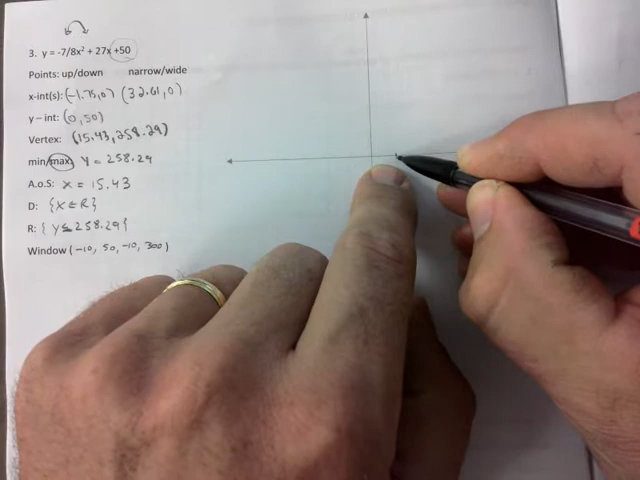 3. y = -7/8x² + 27x +50
Points: up/down narrow/wide
x-int(s): (-1.75,0) (32.61,0)
y – int: (0,50)
Vertex: (15.43,258.29)
min/max: y = 258.29
A.o.S: x = 15.43
D: {x∈R}
R: {y≤258.29}
Window (-10, 50, -10, 300)